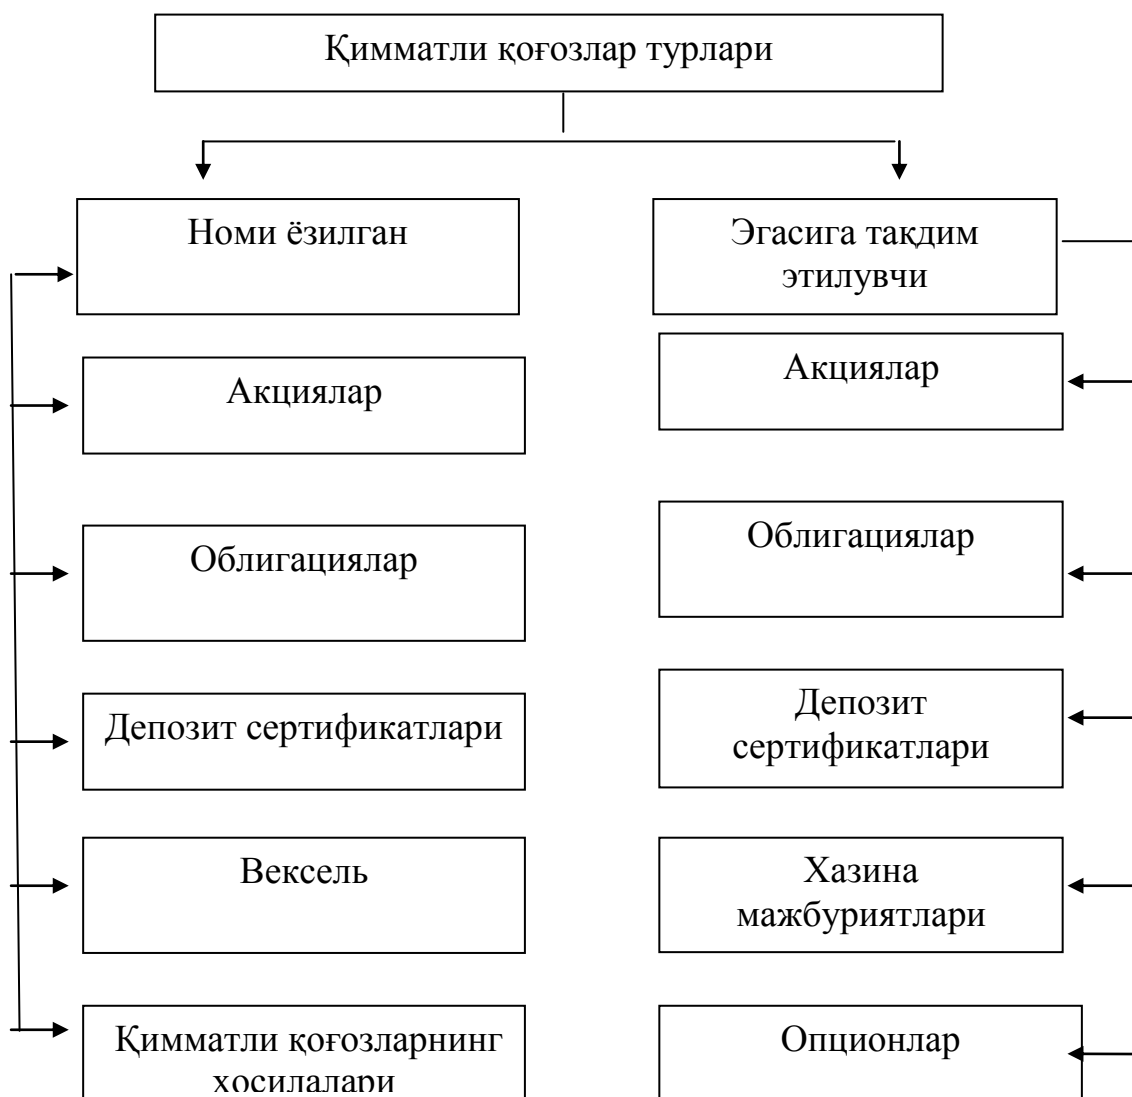 Қимматли қоғозлар турлари
Номи ёзилган
Эгасига тақдим
этилувчи
Акциялар
Акциялар
Облигациялар
Облигациялар
Депозит сертификатлари
Депозит
сертификатлари
Вексель
Хазина
мажбуриятлари
Қимматли қоғозларнинг
хосилалари
Опционлар